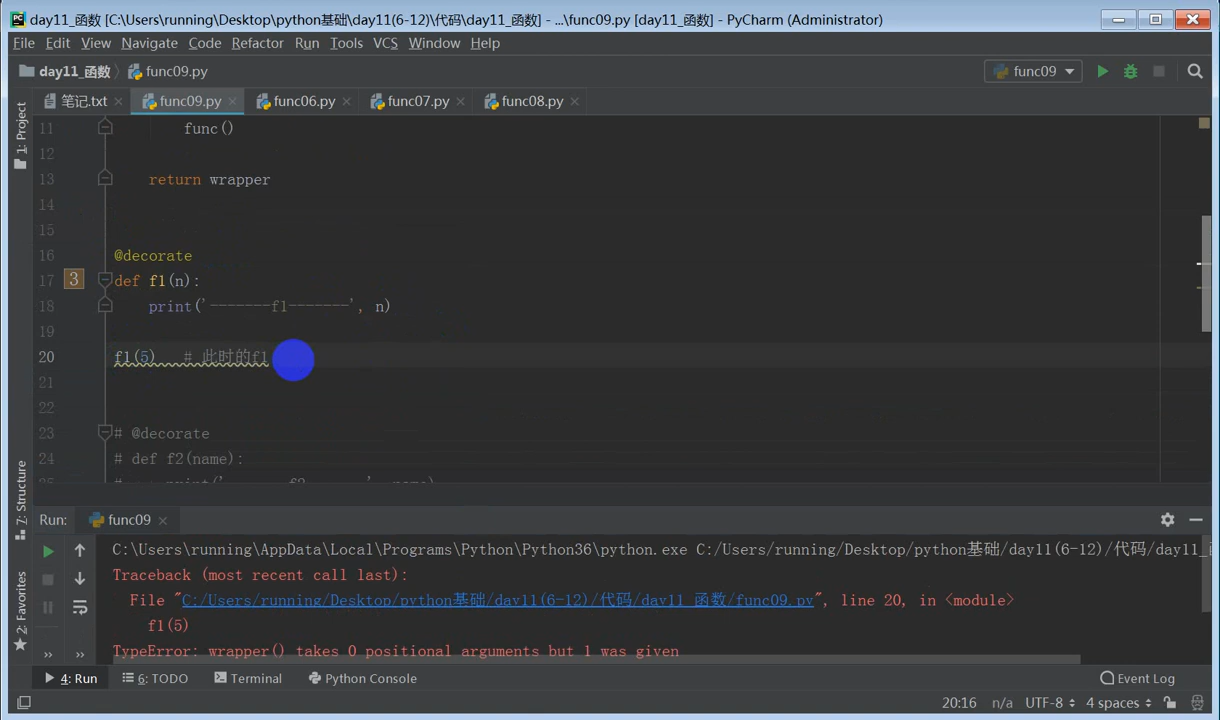 day11_函数 [C:\Users\running\Desktop\python基础\day11(6-12)\代码\day11_函数] - ...\func09.py [day11_函数] - PyCharm (Administrator)
File Edit View Navigate Code Refactor Run Tools VCS Window Help
day11_函数 func09.py func09
笔记.txt func09.py func06.py func07.py func08.py
1: Project
7: Structure
2: Favorites
11 func()
12
13 return wrapper
14
15
16 @decorate
17 def f1(n):
3
18 print('-------f1-------', n)
19
20 f1(5) # 此时的f1
21
22
23 # @decorate
24 # def f2(name):
Run: func09
C:\Users\running\AppData\Local\Programs\Python\Python36\python.exe C:/Users/running/Desktop/python基础/day11(6-12)/代码/day11_
Traceback (most recent call last):
File "C:/Users/running/Desktop/python基础/day11(6-12)/代码/day11_函数/func09.py", line 20, in <module>
f1(5)
TypeError: wrapper() takes 0 positional arguments but 1 was given
4: Run 6: TODO Terminal Python Console Event Log
20:16 n/a UTF-8 4 spaces